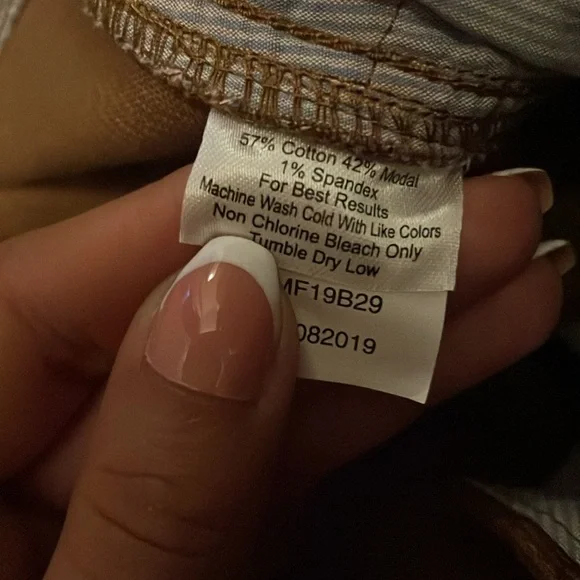 57% Cotton 42% Modal
1% Spandex
For Best Results
Machine Wash Cold With Like Colors
Non Chlorine Bleach Only
Tumble Dry Low
MF19B29
082019